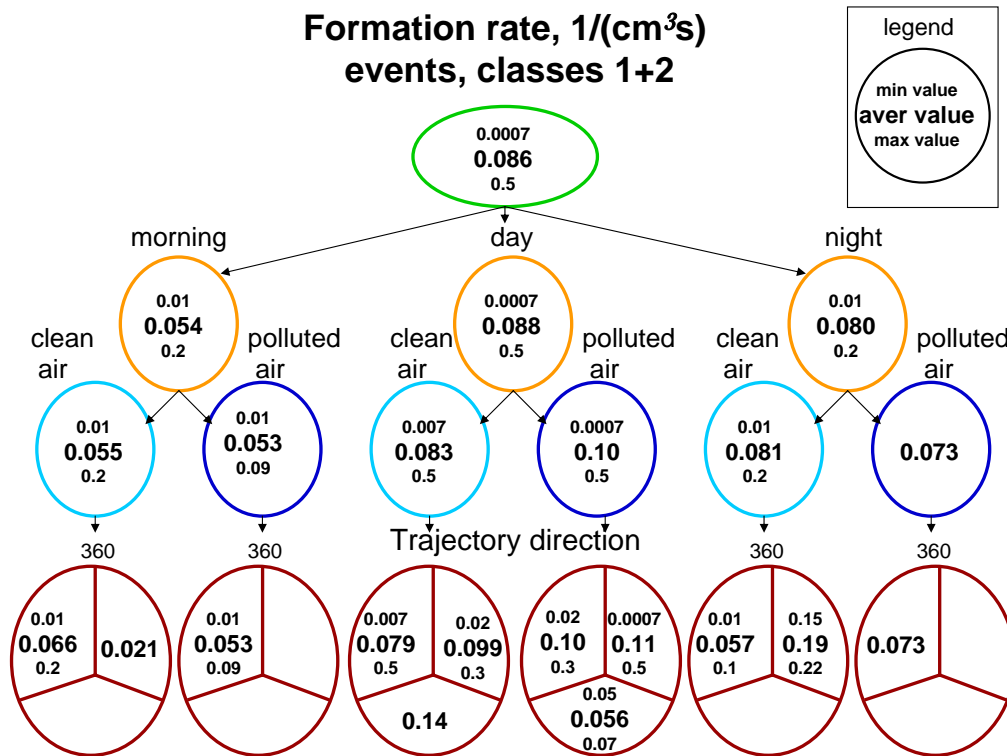 Formation rate, 1/(cm³s)
events, classes 1+2
legend
min value
aver value
max value
0.0007
0.086
0.5
morning
day
night
0.01
0.054
0.2
0.0007
0.088
0.5
0.01
0.080
0.2
clean
air
polluted
air
clean
air
polluted
air
clean
air
polluted
air
0.01
0.055
0.2
0.01
0.053
0.09
0.007
0.083
0.5
0.0007
0.10
0.5
0.01
0.081
0.2
0.073
Trajectory direction
360
360
360
360
0.01
0.066
0.2
0.021
0.01
0.053
0.09
0.007
0.079
0.5
0.02
0.099
0.3
0.14
0.02
0.10
0.3
0.0007
0.11
0.5
0.05
0.056
0.07
0.01
0.057
0.1
0.15
0.19
0.22
0.073